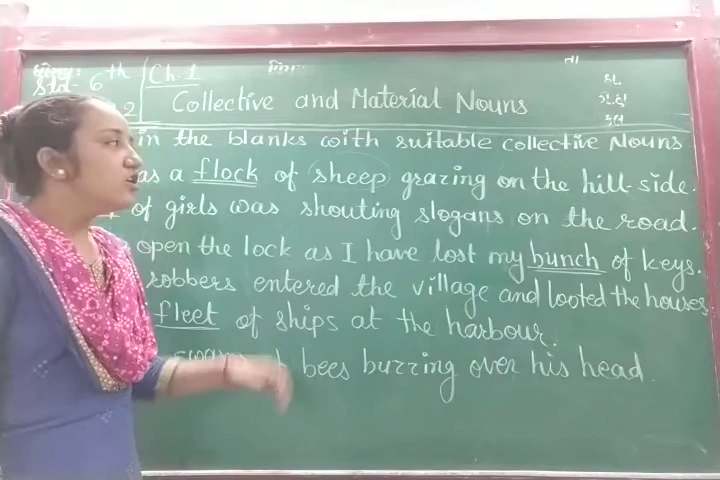 Std- 6th Ch. 1
Collective and Material Nouns
in the blanks with suitable collective Nouns
as a flock of sheep grazing on the hill-side.
of girls was shouting slogans on the road.
open the lock as I have lost my bunch of keys.
robbers entered the village and looted the houses.
fleet of ships at the harbour.
bees buzzing over his head.